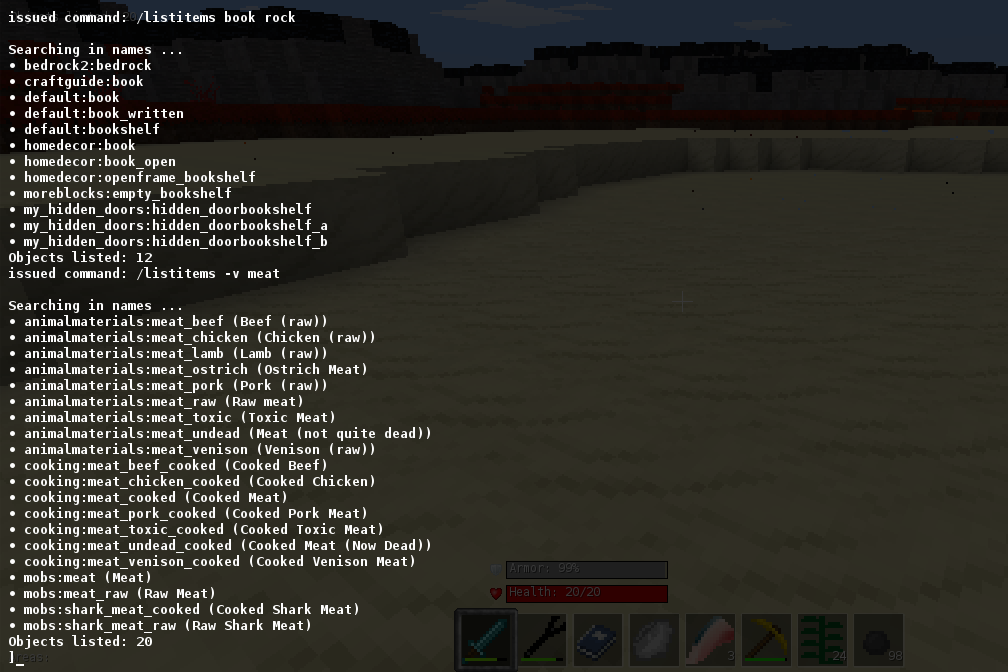 issued command: /listitems book rock
Searching in names ...
• bedrock2:bedrock
• craftguide:book
• default:book
• default:book_written
• default:bookshelf
• homedecor:book
• homedecor:book_open
• homedecor:openframe_bookshelf
• moreblocks:empty_bookshelf
• my_hidden_doors:hidden_doorbookshelf
• my_hidden_doors:hidden_doorbookshelf_a
• my_hidden_doors:hidden_doorbookshelf_b
Objects listed: 12
issued command: /listitems -v meat
Searching in names ...
• animalmaterials:meat_beef (Beef (raw))
• animalmaterials:meat_chicken (Chicken (raw))
• animalmaterials:meat_lamb (Lamb (raw))
• animalmaterials:meat_ostrich (Ostrich Meat)
• animalmaterials:meat_pork (Pork (raw))
• animalmaterials:meat_raw (Raw meat)
• animalmaterials:meat_toxic (Toxic Meat)
• animalmaterials:meat_undead (Meat (not quite dead))
• animalmaterials:meat_venison (Venison (raw))
• cooking:meat_beef_cooked (Cooked Beef)
• cooking:meat_chicken_cooked (Cooked Chicken)
• cooking:meat_cooked (Cooked Meat)
• cooking:meat_pork_cooked (Cooked Pork Meat)
• cooking:meat_toxic_cooked (Cooked Toxic Meat)
• cooking:meat_undead_cooked (Cooked Meat (Now Dead))
• cooking:meat_venison_cooked (Cooked Venison Meat)
• mobs:meat (Meat)
• mobs:meat_raw (Raw Meat)
• mobs:shark_meat_cooked (Cooked Shark Meat)
• mobs:shark_meat_raw (Raw Shark Meat)
Objects listed: 20
]_
Armor: 99%
Health: 20/20
3
24
98